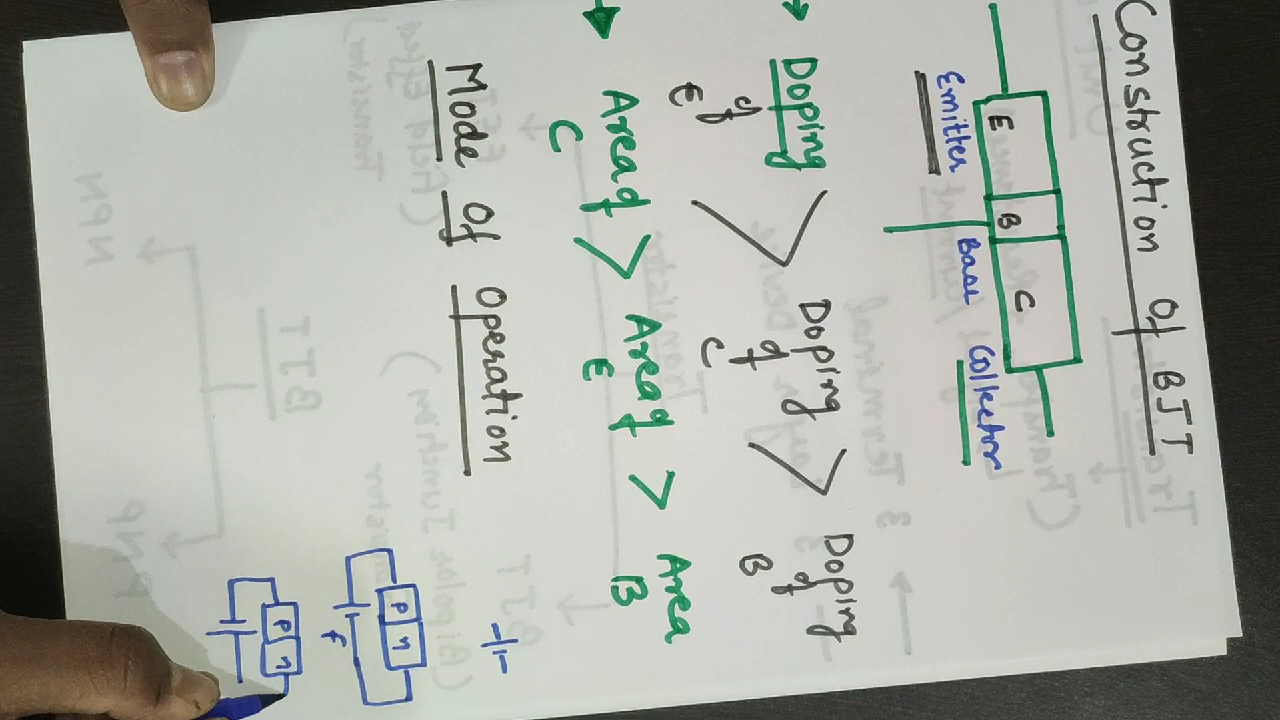 Construction Of BJT
E B C
Emitter Base Collector
Doping of E > Doping of C > Doping of B
Area of C > Area of E > Area B
Mode Of Operation
P n
F
P n